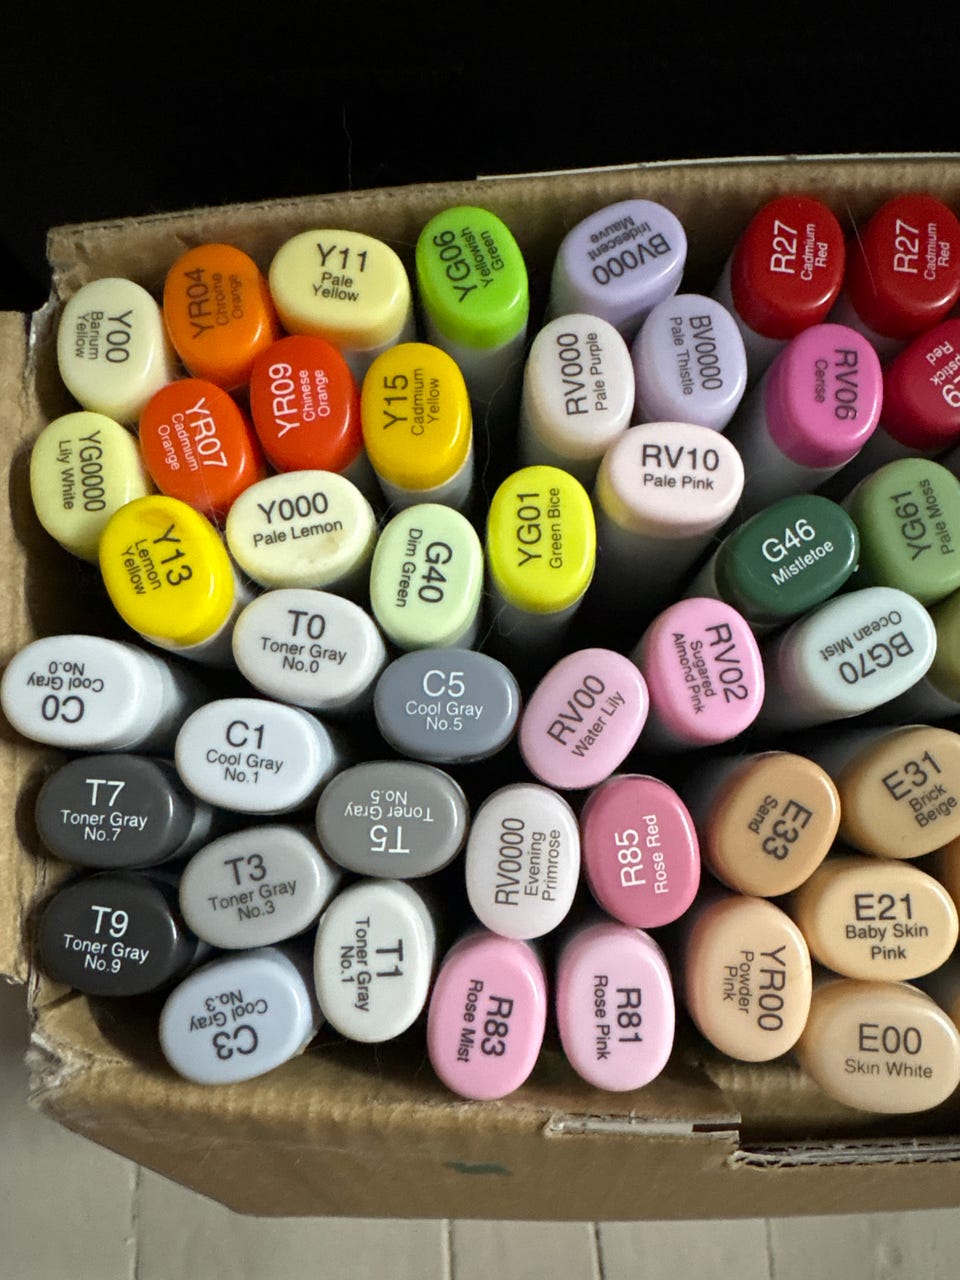 Y00
Barium
Yellow
YR04
Chrome
Orange
Y11
Pale
Yellow
YG06
Yellowish
Green
BV000
Iridescent
Mauve
R27
Cadmium
Red
R27
Cadmium
Red
YG0000
Lily White
YR07
Cadmium
Orange
YR09
Chinese
Orange
Y15
Cadmium
Yellow
RV000
Pale Purple
BV0000
Pale Thistle
RV06
Cerise
Red
Y13
Lemon
Yellow
Y000
Pale Lemon
G40
Dim Green
YG01
Green Bice
RV10
Pale Pink
G46
Mistletoe
YG61
Pale Moss
C0
Cool Gray
No.0
T0
Toner Gray
No.0
C5
Cool Gray
No.5
RV00
Water Lily
RV02
Sugared
Almond Pink
BG70
Ocean Mist
C1
Cool Gray
No.1
T7
Toner Gray
No.7
T5
Toner Gray
No.5
RV0000
Evening
Primrose
R85
Rose Red
E33
Sand
E31
Brick
Beige
T3
Toner Gray
No.3
T9
Toner Gray
No.9
T1
Toner Gray
No.1
C3
Cool Gray
No.3
R83
Rose Mist
R81
Rose Pink
YR00
Powder
Pink
E21
Baby Skin
Pink
E00
Skin White